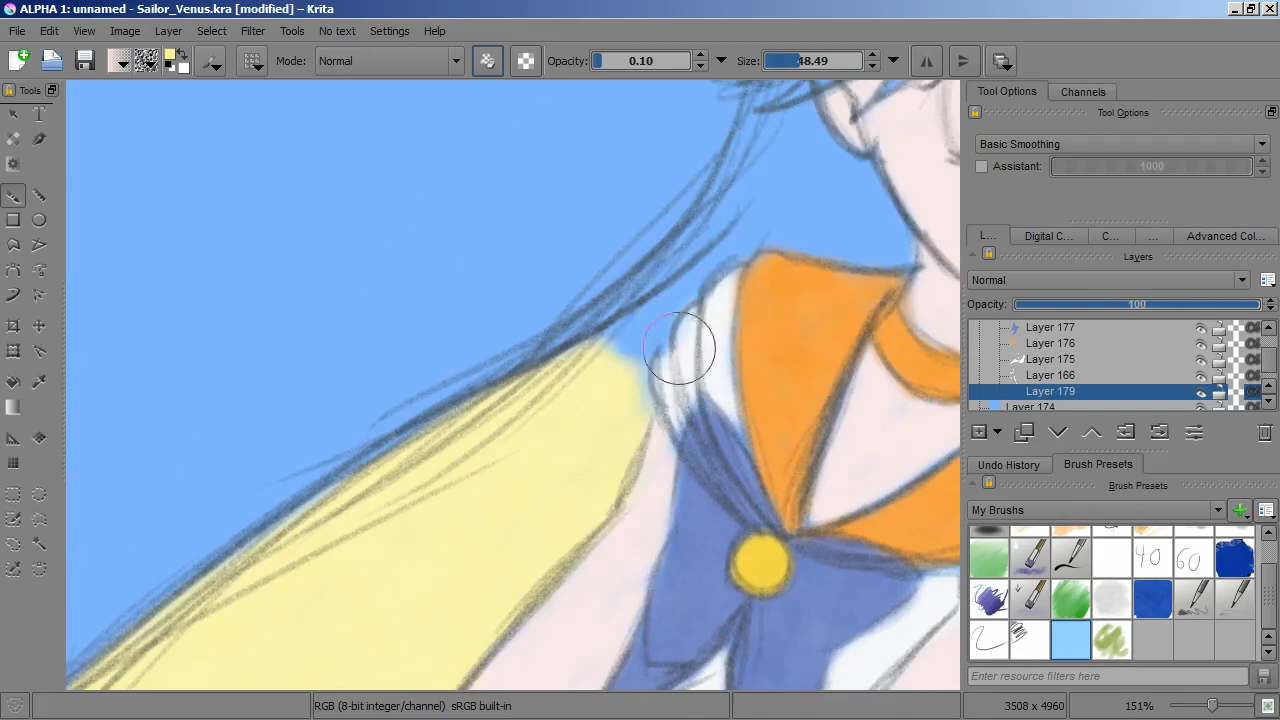 ALPHA 1: unnamed - Sailor_Venus.kra [modified] – Krita
File Edit View Image Layer Select Filter Tools No text Settings Help
Mode: Normal Opacity: 0.10 Size: 48.49
Tools
Tool Options Channels
Tool Options
Basic Smoothing
Assistant: 1000
L... Digital C... C... ... Advanced Col...
Layers
Normal
Opacity: 100
Layer 177
Layer 176
Layer 175
Layer 166
Layer 179
Layer 174
Undo History Brush Presets
Brush Presets
My Brushes
40 60
Enter resource filters here
RGB (8-bit integer/channel) sRGB built-in 3508 x 4960 151%